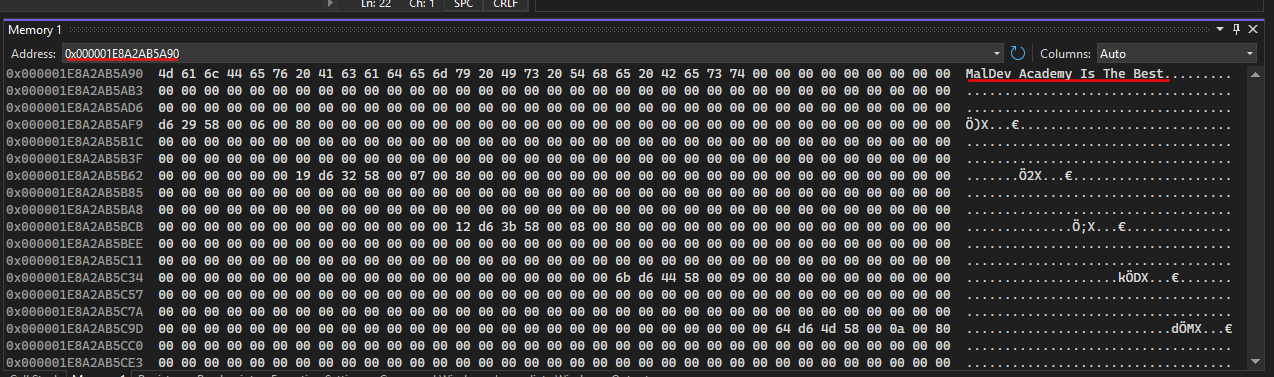 Ln: 22 Ch: 1 SPC CRLF
Memory 1
Address: 0x000001E8A2AB5A90 Columns: Auto
0x000001E8A2AB5A90 4d 61 6c 44 65 76 20 41 63 61 64 65 6d 79 20 49 73 20 54 68 65 20 42 65 73 74 00 00 00 00 00 00 00 00 00 MalDev Academy Is The Best.........
0x000001E8A2AB5AB3 00 00 00 00 00 00 00 00 00 00 00 00 00 00 00 00 00 00 00 00 00 00 00 00 00 00 00 00 00 00 00 00 00 00 00 ...................................
0x000001E8A2AB5AD6 00 00 00 00 00 00 00 00 00 00 00 00 00 00 00 00 00 00 00 00 00 00 00 00 00 00 00 00 00 00 00 00 00 00 00 ...................................
0x000001E8A2AB5AF9 d6 29 58 00 06 00 80 00 00 00 00 00 00 00 00 00 00 00 00 00 00 00 00 00 00 00 00 00 00 00 00 00 00 00 00 Ö)X...€............................
0x000001E8A2AB5B1C 00 00 00 00 00 00 00 00 00 00 00 00 00 00 00 00 00 00 00 00 00 00 00 00 00 00 00 00 00 00 00 00 00 00 00 ...................................
0x000001E8A2AB5B3F 00 00 00 00 00 00 00 00 00 00 00 00 00 00 00 00 00 00 00 00 00 00 00 00 00 00 00 00 00 00 00 00 00 00 00 ...................................
0x000001E8A2AB5B62 00 00 00 00 00 00 19 d6 32 58 00 07 00 80 00 00 00 00 00 00 00 00 00 00 00 00 00 00 00 00 00 00 00 00 00 .......Ö2X...€.....................
0x000001E8A2AB5B85 00 00 00 00 00 00 00 00 00 00 00 00 00 00 00 00 00 00 00 00 00 00 00 00 00 00 00 00 00 00 00 00 00 00 00 ...................................
0x000001E8A2AB5BA8 00 00 00 00 00 00 00 00 00 00 00 00 00 00 00 00 00 00 00 00 00 00 00 00 00 00 00 00 00 00 00 00 00 00 00 ...................................
0x000001E8A2AB5BCB 00 00 00 00 00 00 00 00 00 00 00 00 00 12 d6 3b 58 00 08 00 80 00 00 00 00 00 00 00 00 00 00 00 00 00 00 ..............Ö;X...€..............
0x000001E8A2AB5BEE 00 00 00 00 00 00 00 00 00 00 00 00 00 00 00 00 00 00 00 00 00 00 00 00 00 00 00 00 00 00 00 00 00 00 00 ...................................
0x000001E8A2AB5C11 00 00 00 00 00 00 00 00 00 00 00 00 00 00 00 00 00 00 00 00 00 00 00 00 00 00 00 00 00 00 00 00 00 00 00 ...................................
0x000001E8A2AB5C34 00 00 00 00 00 00 00 00 00 00 00 00 00 00 00 00 00 00 00 00 6b d6 44 58 00 09 00 80 00 00 00 00 00 00 00 ....................kÖDX...€.......
0x000001E8A2AB5C57 00 00 00 00 00 00 00 00 00 00 00 00 00 00 00 00 00 00 00 00 00 00 00 00 00 00 00 00 00 00 00 00 00 00 00 ...................................
0x000001E8A2AB5C7A 00 00 00 00 00 00 00 00 00 00 00 00 00 00 00 00 00 00 00 00 00 00 00 00 00 00 00 00 00 00 00 00 00 00 00 ...................................
0x000001E8A2AB5C9D 00 00 00 00 00 00 00 00 00 00 00 00 00 00 00 00 00 00 00 00 00 00 00 00 00 00 00 64 d6 4d 58 00 0a 00 80 ...........................dÖMX...€
0x000001E8A2AB5CC0 00 00 00 00 00 00 00 00 00 00 00 00 00 00 00 00 00 00 00 00 00 00 00 00 00 00 00 00 00 00 00 00 00 00 00 ...................................
0x000001E8A2AB5CE3 00 00 00 00 00 00 00 00 00 00 00 00 00 00 00 00 00 00 00 00 00 00 00 00 00 00 00 00 00 00 00 00 00 00 00 ...................................